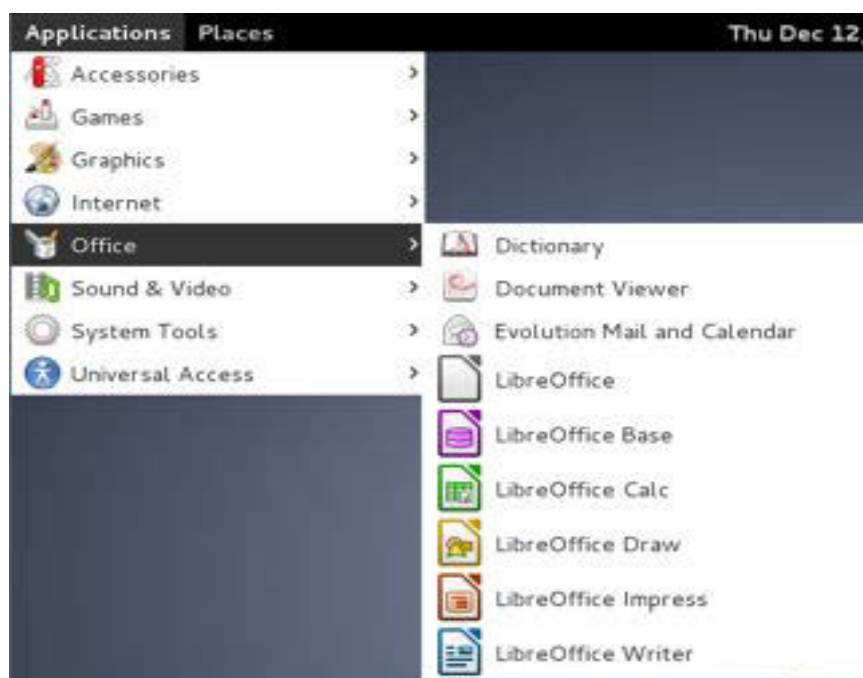 Applications Places Thu Dec 12,
Accessories
Games
Graphics
Internet
Office
Sound & Video
System Tools
Universal Access
Dictionary
Document Viewer
Evolution Mail and Calendar
LibreOffice
LibreOffice Base
LibreOffice Calc
LibreOffice Draw
LibreOffice Impress
LibreOffice Writer